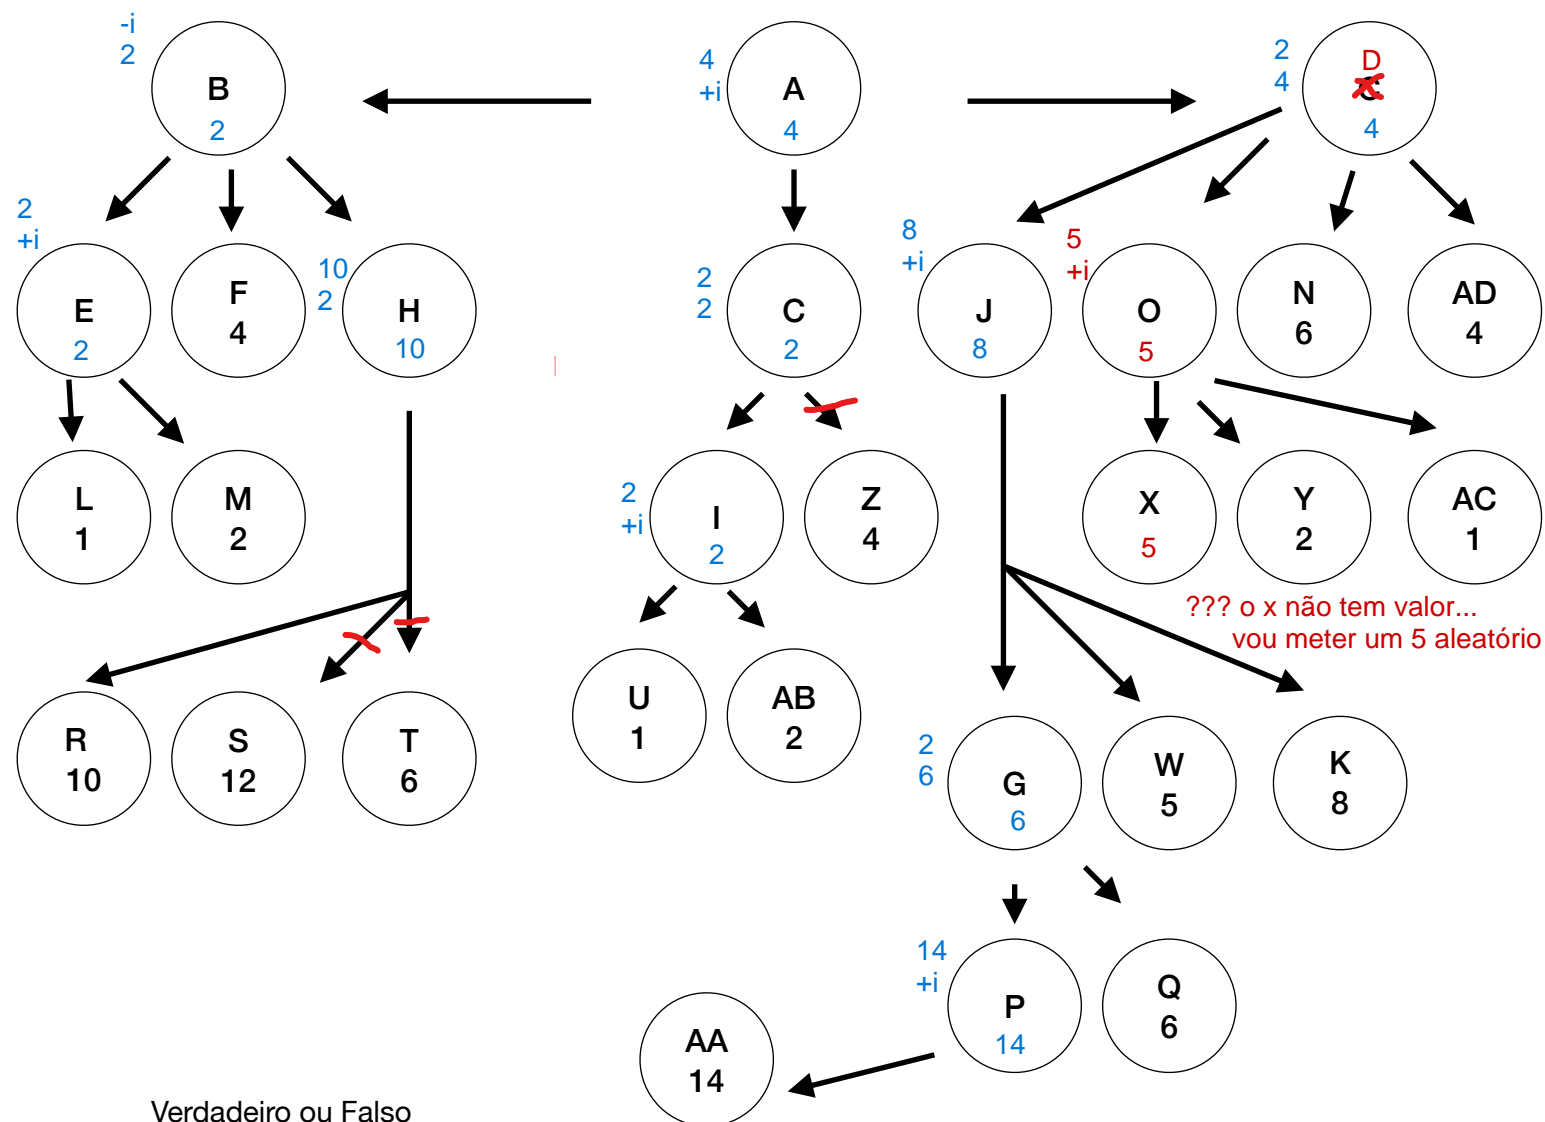 -i
2
B
2
4
+i
A
4
2
4
D
C
4
2
+i
E
2
F
4
10
2
H
10
2
2
C
2
8
+i
J
8
5
+i
O
5
N
6
AD
4
L
1
M
2
2
+i
I
2
Z
4
X
5
Y
2
AC
1
??? o x não tem valor...
vou meter um 5 aleatório
R
10
S
12
T
6
U
1
AB
2
2
6
G
6
W
5
K
8
14
+i
P
14
Q
6
AA
14
Verdadeiro ou Falso